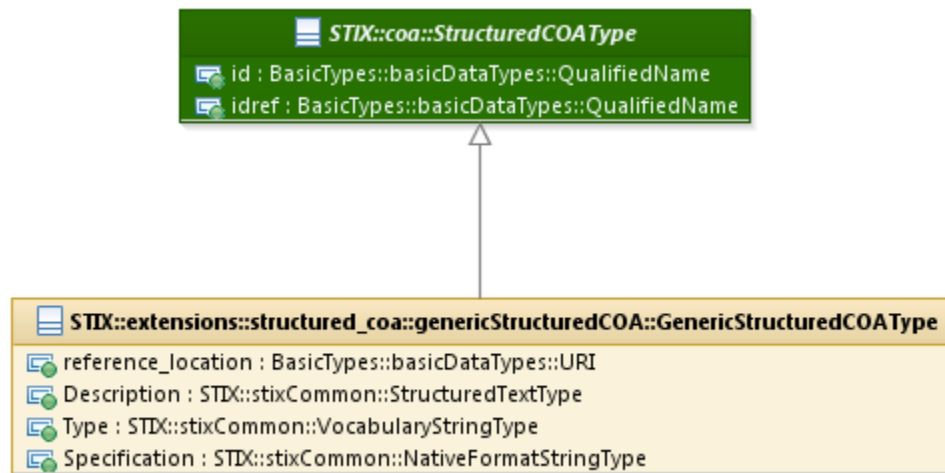 STIX::coa::StructuredCOAType
id : BasicTypes::basicDataTypes::QualifiedName
idref : BasicTypes::basicDataTypes::QualifiedName
STIX::extensions::structured_coa::genericStructuredCOA::GenericStructuredCOAType
reference_location : BasicTypes::basicDataTypes::URI
Description : STIX::stixCommon::StructuredTextType
Type : STIX::stixCommon::VocabularyStringType
Specification : STIX::stixCommon::NativeFormatStringType